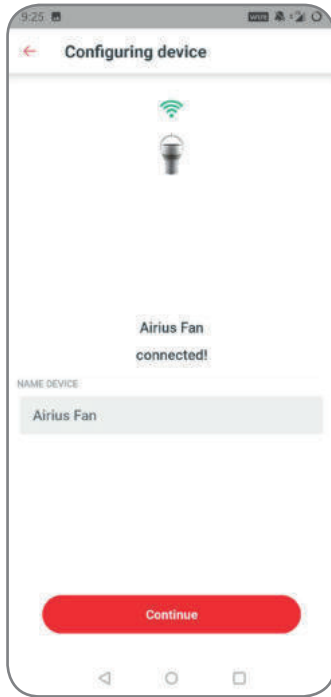 9:25
Configuring device
Airius Fan
connected!
NAME DEVICE
Airius Fan
Continue